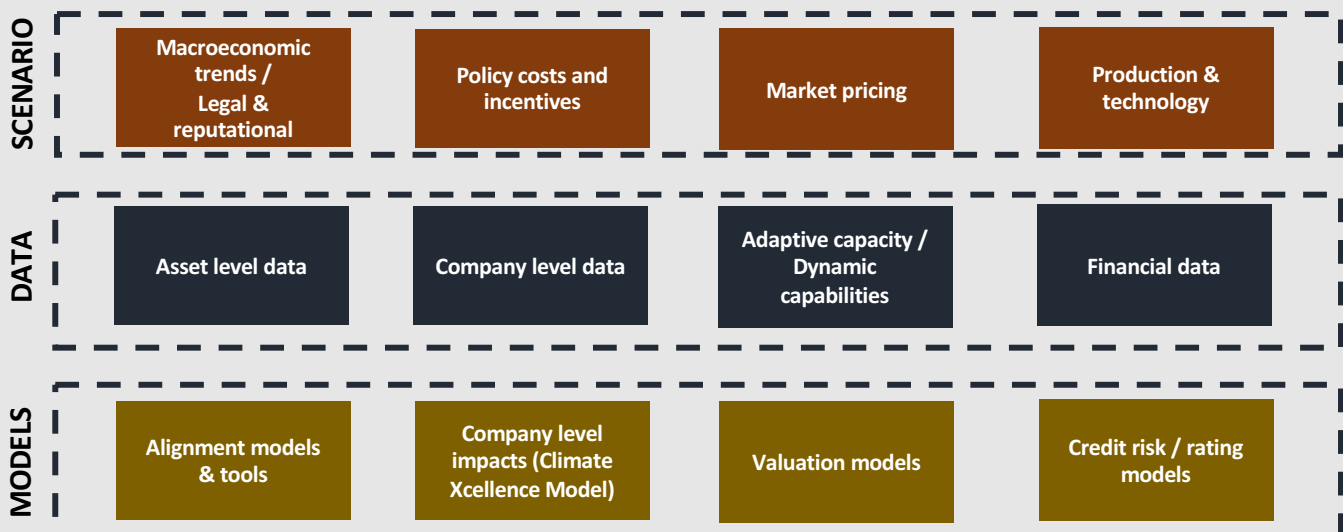 SCENARIO
Macroeconomic
trends /
Legal &
reputational
Policy costs and
incentives
Market pricing
Production &
technology
DATA
Asset level data
Company level data
Adaptive capacity /
Dynamic
capabilities
Financial data
MODELS
Alignment models
& tools
Company level
impacts (Climate
Xcellence Model)
Valuation models
Credit risk / rating
models